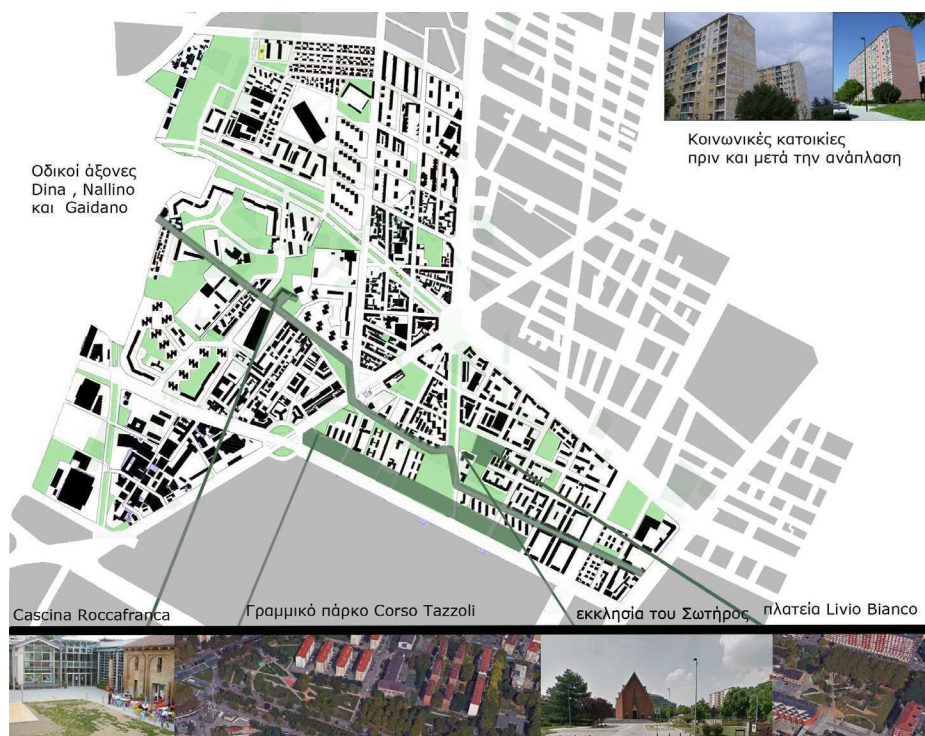 Κοινωνικές κατοικίες
πριν και μετά την ανάπλαση
Οδικοί άξονες
Dina , Nallino
και Gaidano
Cascina Roccafranca
Γραμμικό πάρκο Corso Tazzoli
εκκλησία του Σωτήρος
πλατεία Livio Bianco